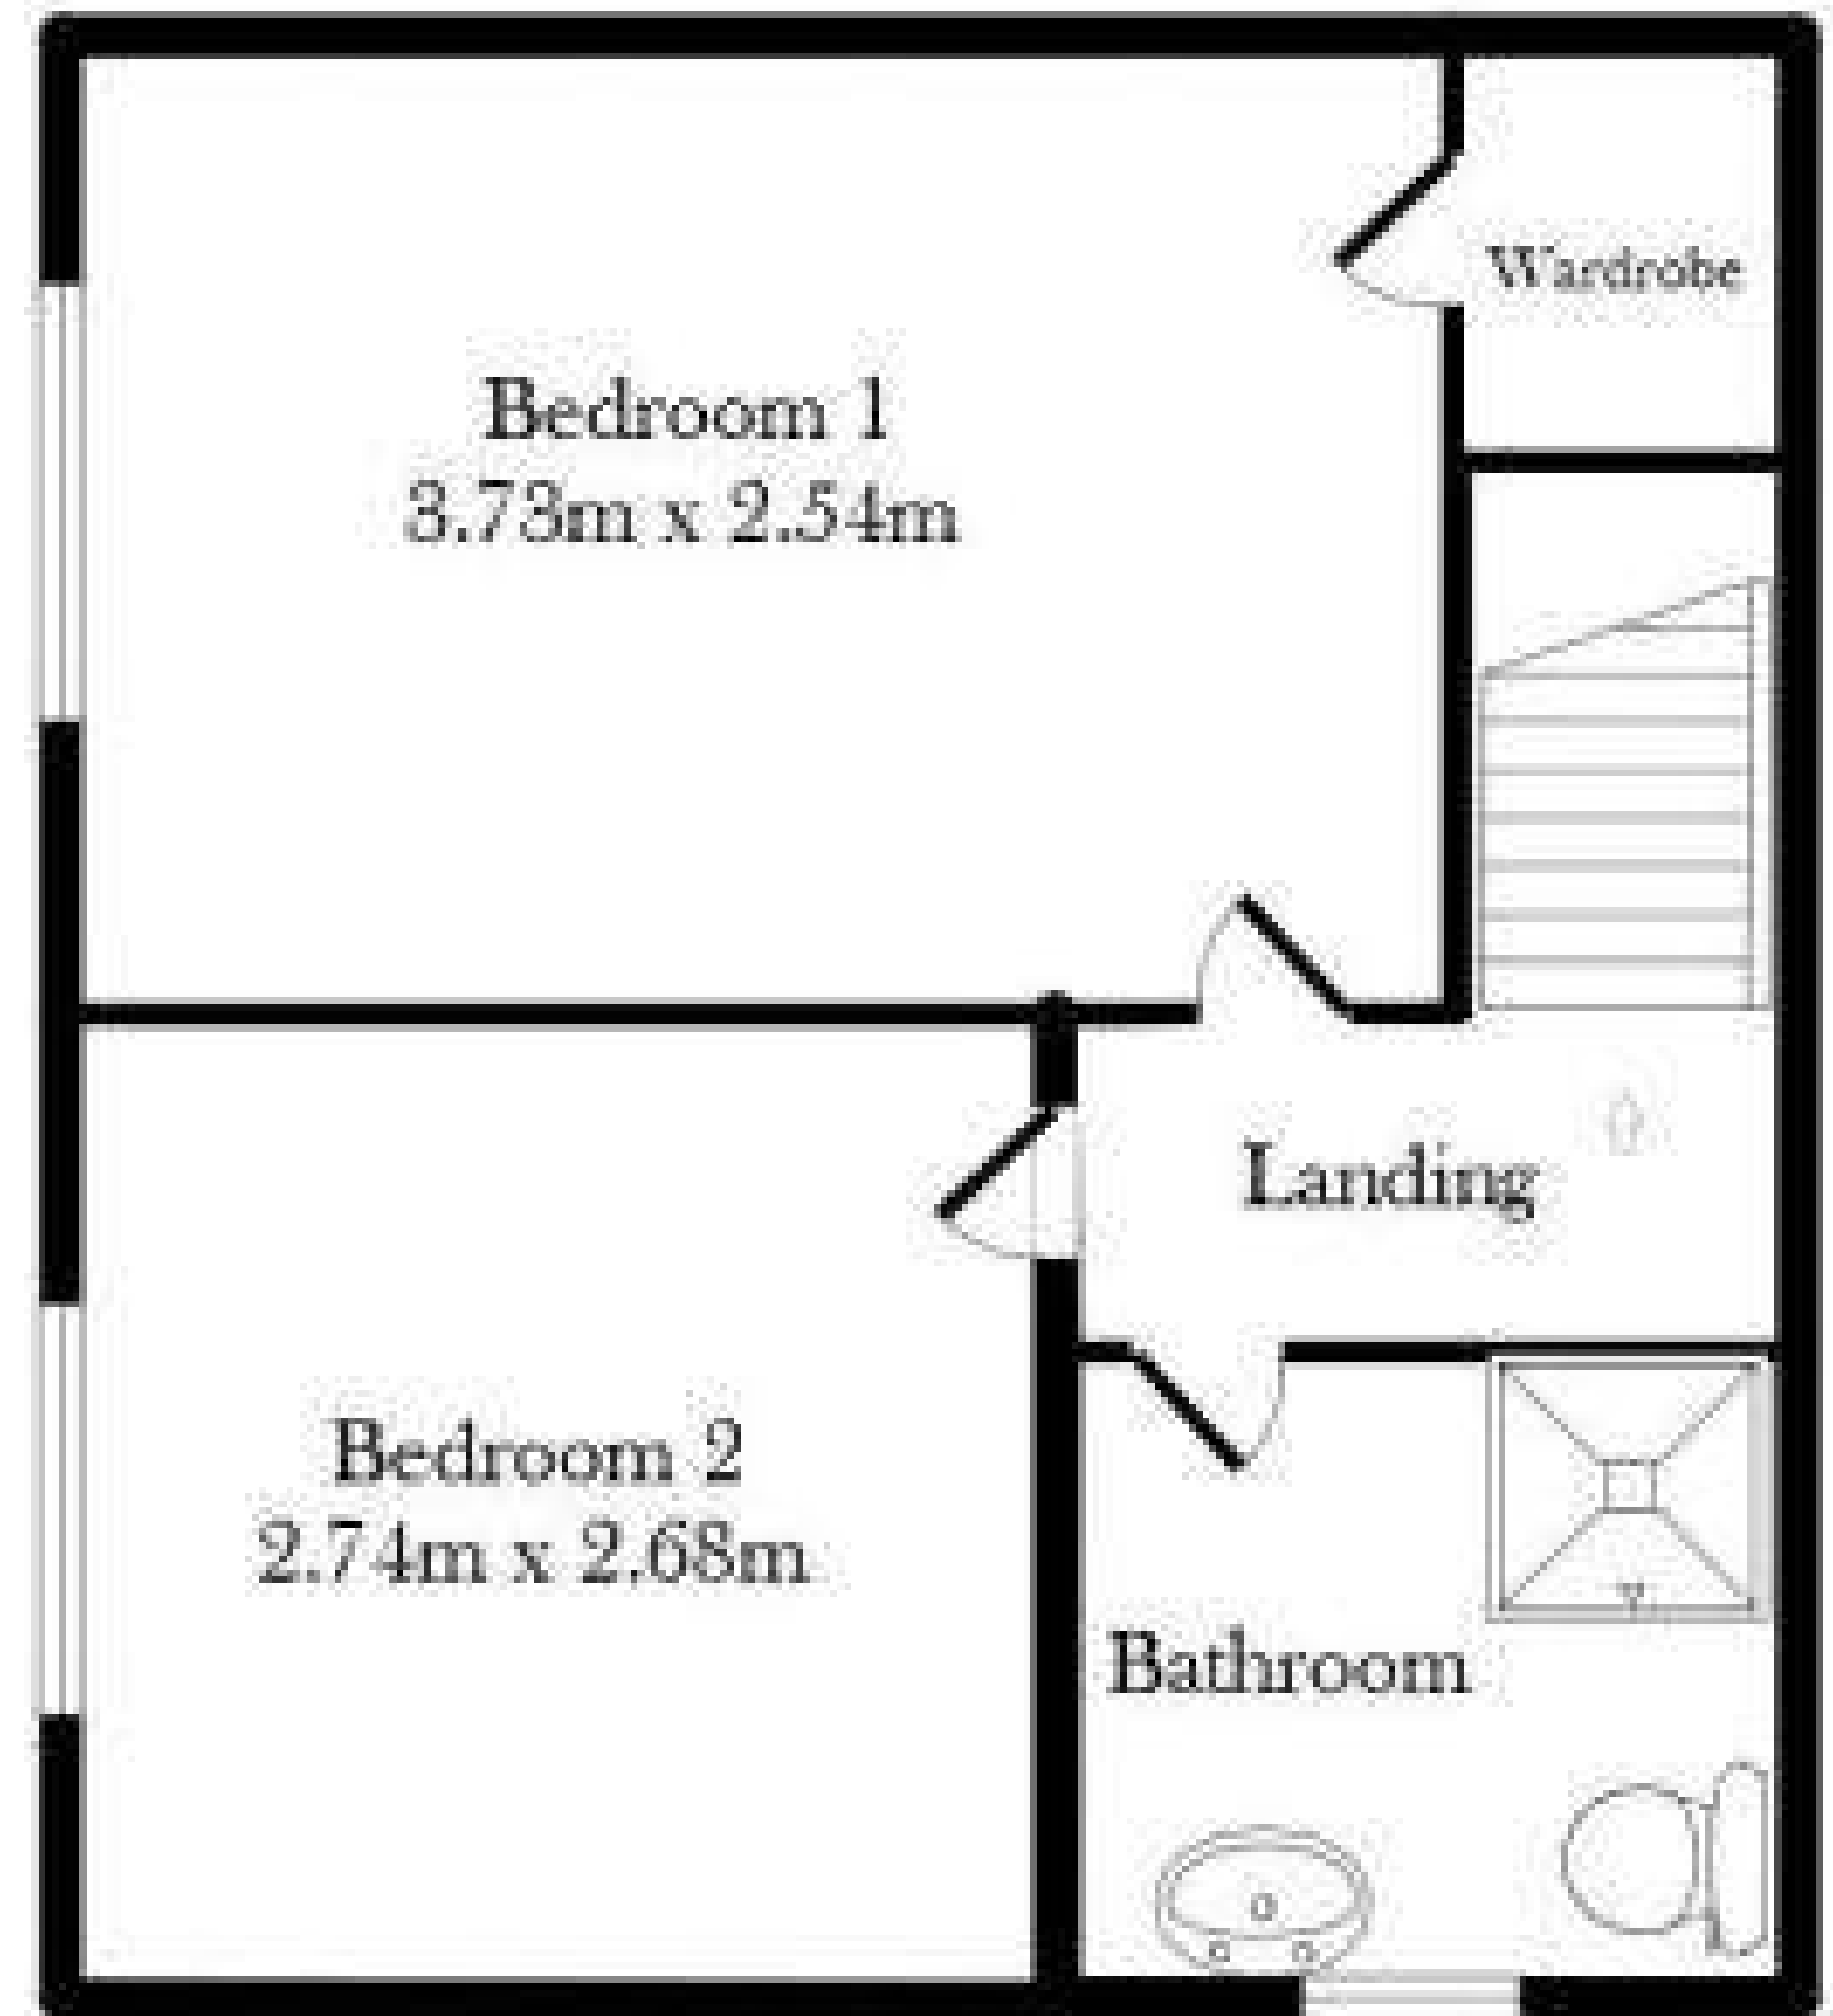 Wardrobe
Bedroom 1
3.73m x 2.54m
Landing
Bedroom 2
2.74m x 2.68m
Bathroom